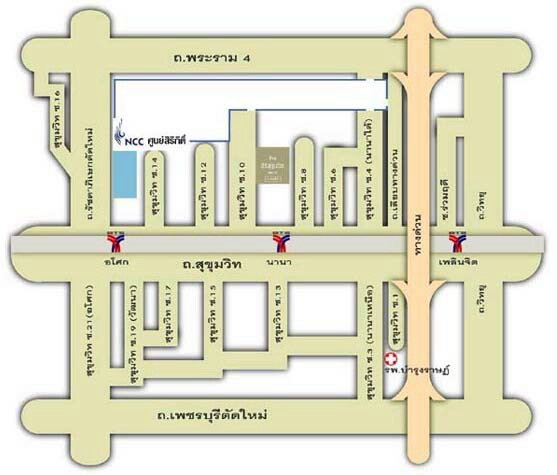 ถ.พระราม 4
สุขุมวิท ซ.16
ถ.รัชดาภิเษกตัดใหม่
NCC ศูนย์สิริกิติ์
สุขุมวิท ซ.14
สุขุมวิท ซ.12
สุขุมวิท ซ.10
สุขุมวิท ซ.8
สุขุมวิท ซ.6
สุขุมวิท ซ.4 (นานาใต้)
ถ.เลียบทางด่วน
ทางด่วน
ซ.ร่วมฤดี
ถ.วิทยุ
อโศก
นานา
เพลินจิต
ถ.สุขุมวิท
สุขุมวิท ซ.21 (อโศก)
สุขุมวิท ซ.19 (วัฒนา)
สุขุมวิท ซ.17
สุขุมวิท ซ.15
สุขุมวิท ซ.13
สุขุมวิท ซ.3 (นานาเหนือ)
สุขุมวิท ซ.1
ถ.วิทยุ
รพ.บำรุงราษฎ์
ถ.เพชรบุรีตัดใหม่